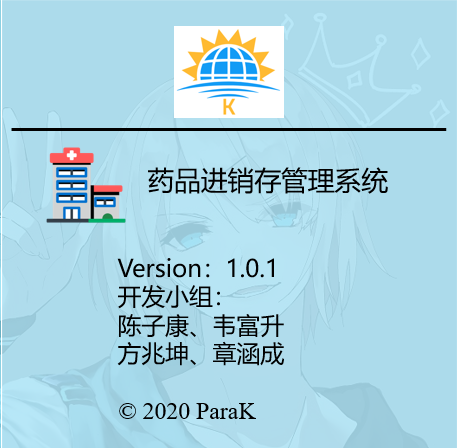 K
药品进销存管理系统
Version：1.0.1
开发小组：
陈子康、韦富升
方兆坤、章涵成
© 2020 ParaK